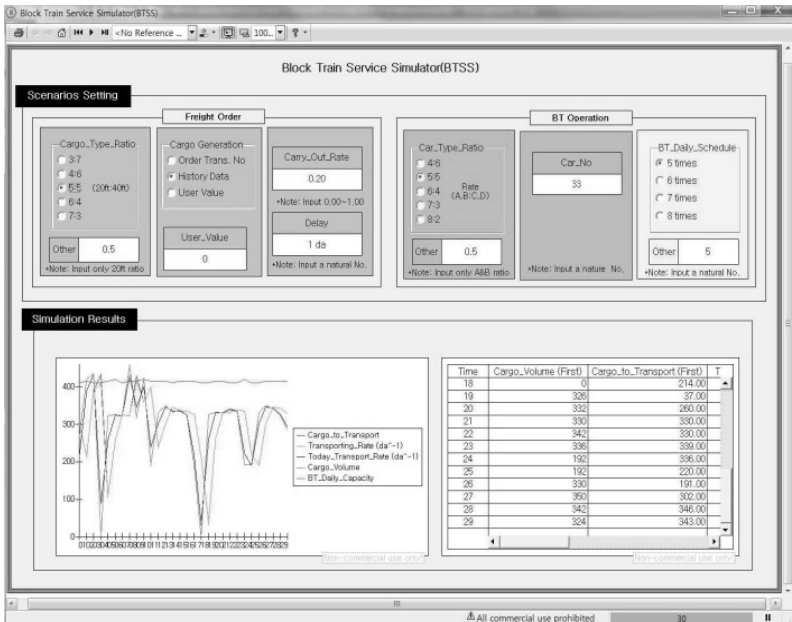 Block Train Service Simulator(BTSS)
<No Reference ...
100...
Block Train Service Simulator(BTSS)
Scenarios Setting
Freight Order
Cargo_Type_Ratio
3:7
4:6
5:5 (20ft:40ft)
6:4
7:3
Other 0.5
*Note: Input only 20ft ratio
Cargo Generation
Order Trans. No
History Data
User Value
User_Value
0
Carry_Out_Rate
0.20
*Note: Input 0.00~1.00
Delay
1 da
*Note: Input a natural No.
BT Operation
Car_Type_Ratio
4:6
5:5
6:4
7:3
8:2
Rate
(A,B:C,D)
Other 0.5
*Note: Input only A&B ratio
Car_No
33
*Note: Input a nature No.
BT_Daily_Schedule
5 times
6 times
7 times
8 times
Other 5
*Note: Input a natural No.
Simulation Results
400
300
200
100
0
Cargo_to_Transport
Transporting_Rate (da^-1)
Today_Transport_Rate (da^-1)
Cargo_Volume
BT_Daily_Capacity
Non-commercial use only!
Time Cargo_Volume (First) Cargo_to_Transport (First) T
18 0 214.00
19 326 37.00
20 332 260.00
21 330 330.00
22 342 330.00
23 336 339.00
24 192 336.00
25 192 220.00
26 330 191.00
27 350 302.00
28 342 346.00
29 324 343.00
Non-commercial use only!
All commercial use prohibited 30